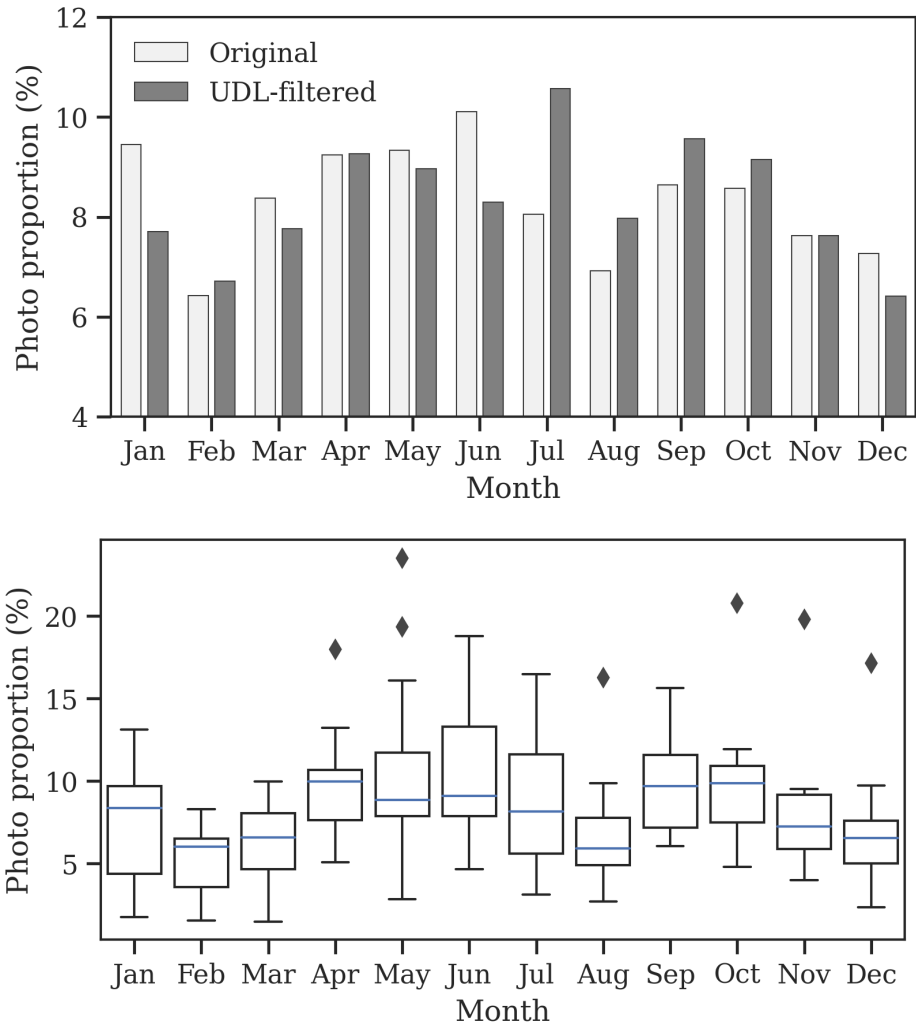 12
10
8
6
4
Photo proportion (%)
Original
UDL-filtered
Jan Feb Mar Apr May Jun Jul Aug Sep Oct Nov Dec
Month
20
15
10
5
Photo proportion (%)
Jan Feb Mar Apr May Jun Jul Aug Sep Oct Nov Dec
Month